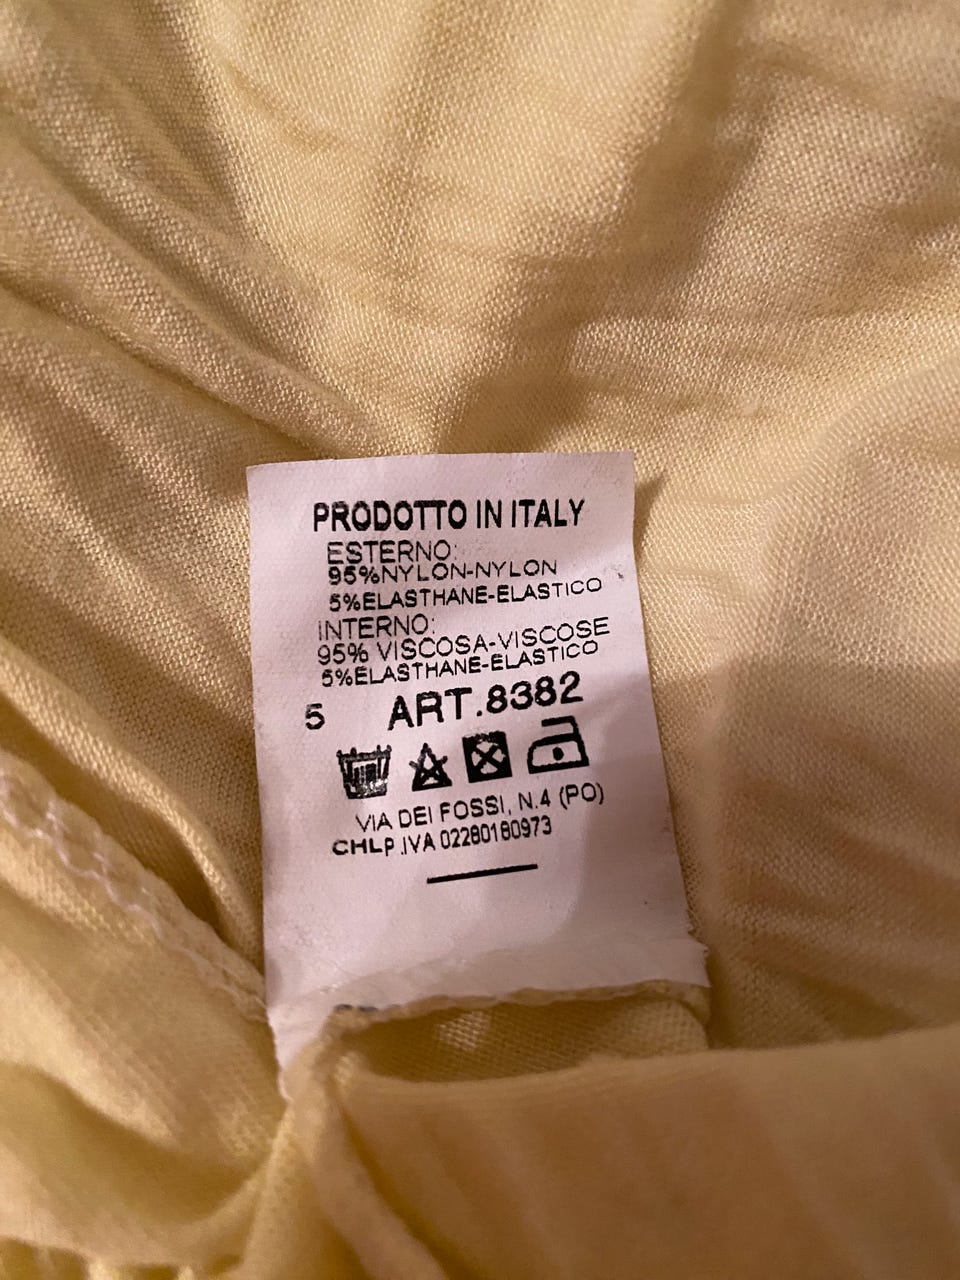 PRODOTTO IN ITALY
ESTERNO:
95%NYLON-NYLON
5%ELASTHANE-ELASTICO
INTERNO:
95% VISCOSA-VISCOSE
5%ELASTHANE-ELASTICO
5 ART.8382
VIA DEI FOSSI, N.4 (PO)
CHLP.IVA 02280180973